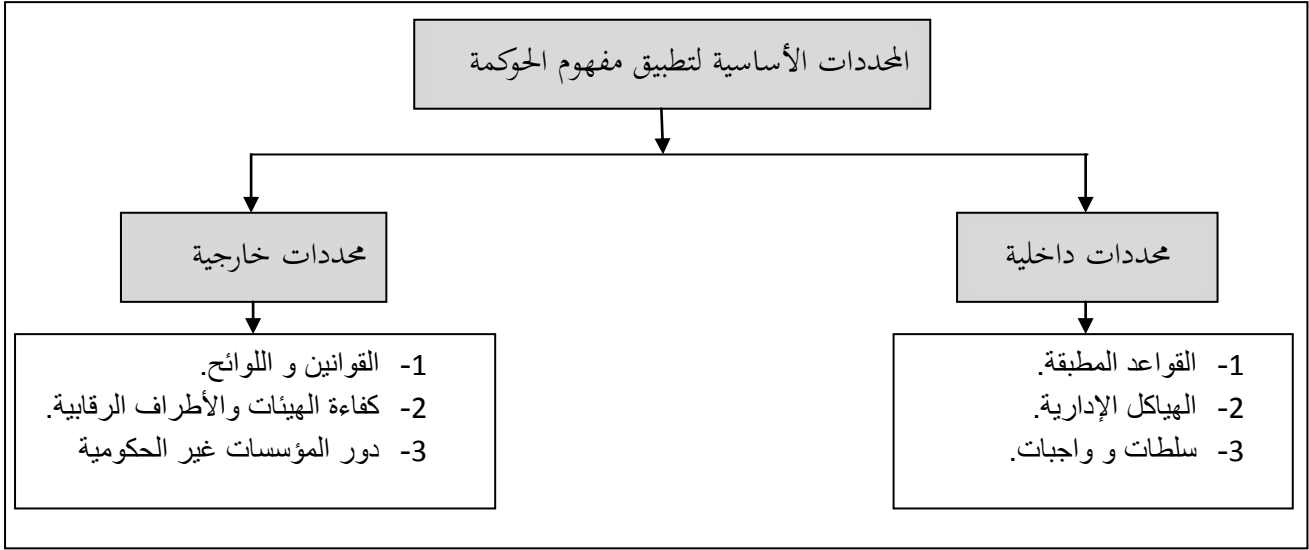 المحددات الأساسية لتطبيق مفهوم الحوكمة
محددات داخلية
1- القواعد المطبقة.
2- الهياكل الإدارية.
3- سلطات و واجبات.
محددات خارجية
1- القوانين و اللوائح.
2- كفاءة الهيئات والأطراف الرقابية.
3- دور المؤسسات غير الحكومية